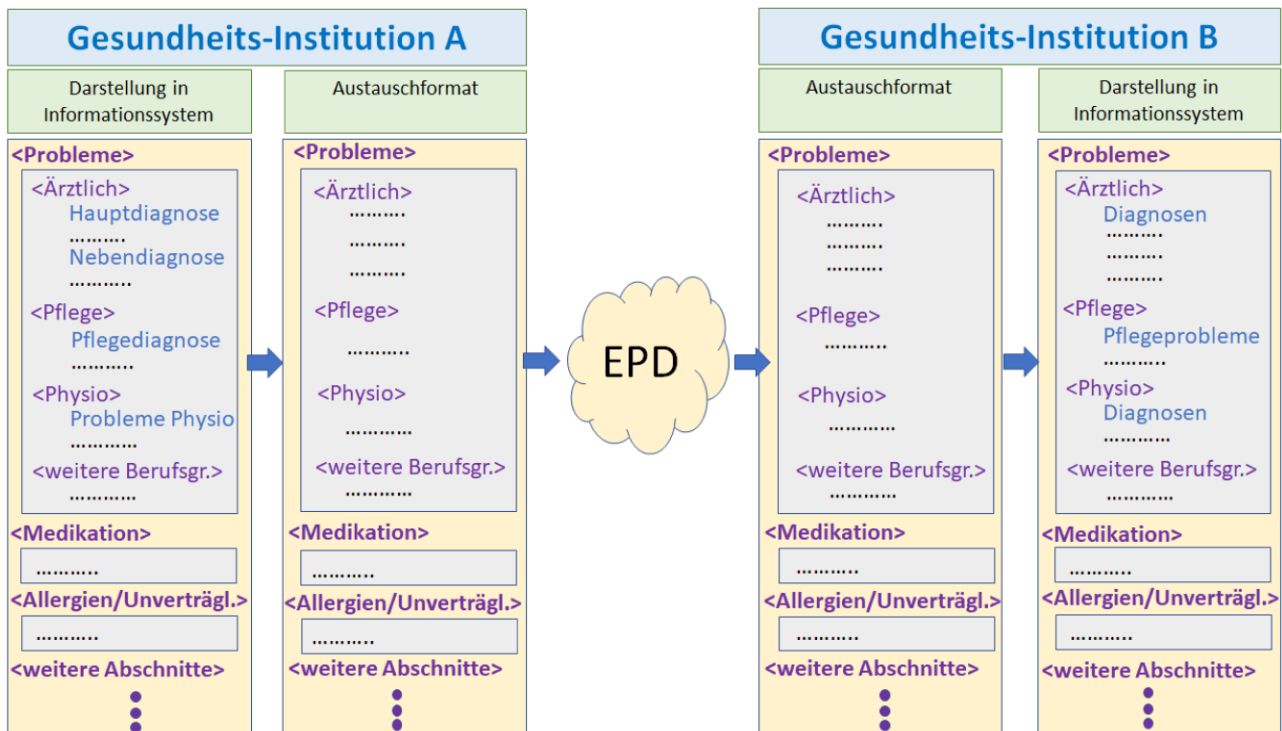 Gesundheits-Institution A
Darstellung in
Informationssystem
<Probleme>
<Ärztlich>
Hauptdiagnose
……….
Nebendiagnose
………..
<Pflege>
Pflegediagnose
………..
<Physio>
Probleme Physio
…………
<weitere Berufsgr.>
…………
<Medikation>
………..
<Allergien/Unverträgl.>
………..
<weitere Abschnitte>
Austauschformat
<Probleme>
<Ärztlich>
……….
……….
……….
<Pflege>
………..
<Physio>
…………
<weitere Berufsgr.>
…………
<Medikation>
………..
<Allergien/Unverträgl.>
………..
<weitere Abschnitte>
EPD
Gesundheits-Institution B
Austauschformat
<Probleme>
<Ärztlich>
……….
……….
……….
<Pflege>
………..
<Physio>
…………
<weitere Berufsgr.>
…………
<Medikation>
………..
<Allergien/Unverträgl.>
………..
<weitere Abschnitte>
Darstellung in
Informationssystem
<Probleme>
<Ärztlich>
Diagnosen
……….
……….
……….
<Pflege>
Pflegeprobleme
………..
<Physio>
Diagnosen
…………
<weitere Berufsgr.>
…………
<Medikation>
………..
<Allergien/Unverträgl.>
………..
<weitere Abschnitte>